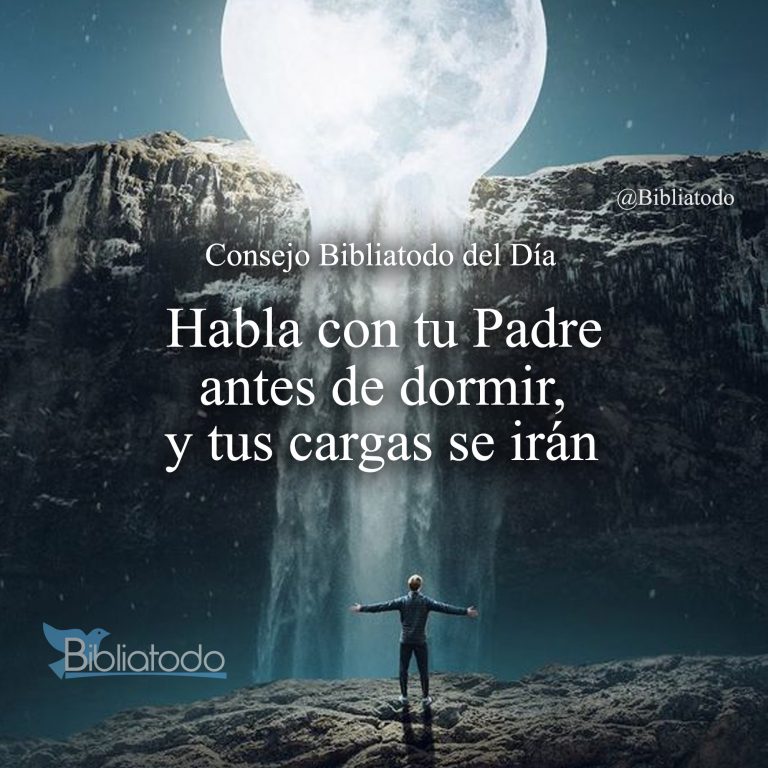 @Bibliatodo
Consejo Bibliatodo del Día
Habla con tu Padre
antes de dormir,
y tus cargas se irán
Bibliatodo